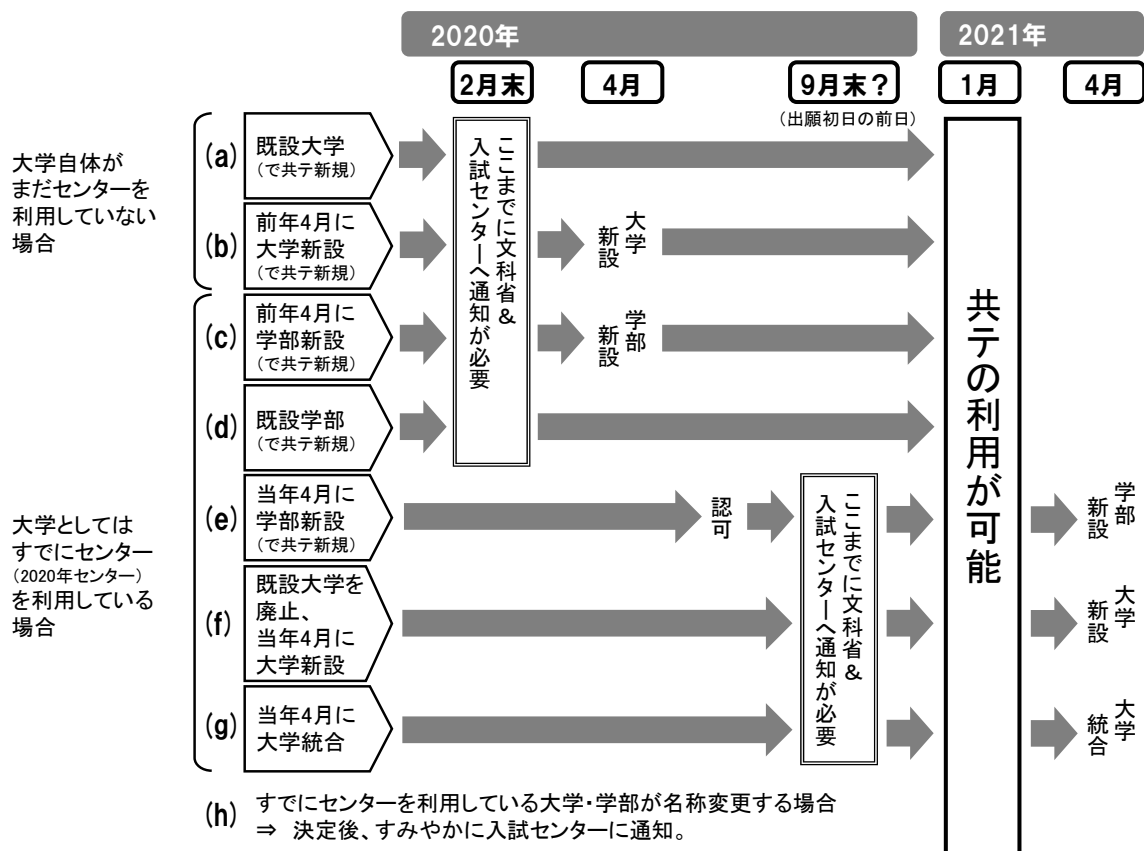 2020年
2021年
2月末
4月
9月末？
1月
4月
（出願初日の前日）
大学自体が
まだセンターを
利用していない
場合
(a)
既設大学
（で共テ新規）
(b)
前年4月に
大学新設
（で共テ新規）
大学
新設
(c)
前年4月に
学部新設
（で共テ新規）
学部
新設
(d)
既設学部
（で共テ新規）
ここまでに文科省＆
入試センターへ通知が必要
大学としては
すでにセンター
（2020年センター）
を利用している
場合
(e)
当年4月に
学部新設
（で共テ新規）
認可
学部
新設
(f)
既設大学を
廃止、
当年4月に
大学新設
大学
新設
(g)
当年4月に
大学統合
大学
統合
ここまでに文科省＆
入試センターへ通知が必要
共テの利用が可能
(h)
すでにセンターを利用している大学・学部が名称変更する場合
⇒ 決定後、すみやかに入試センターに通知。